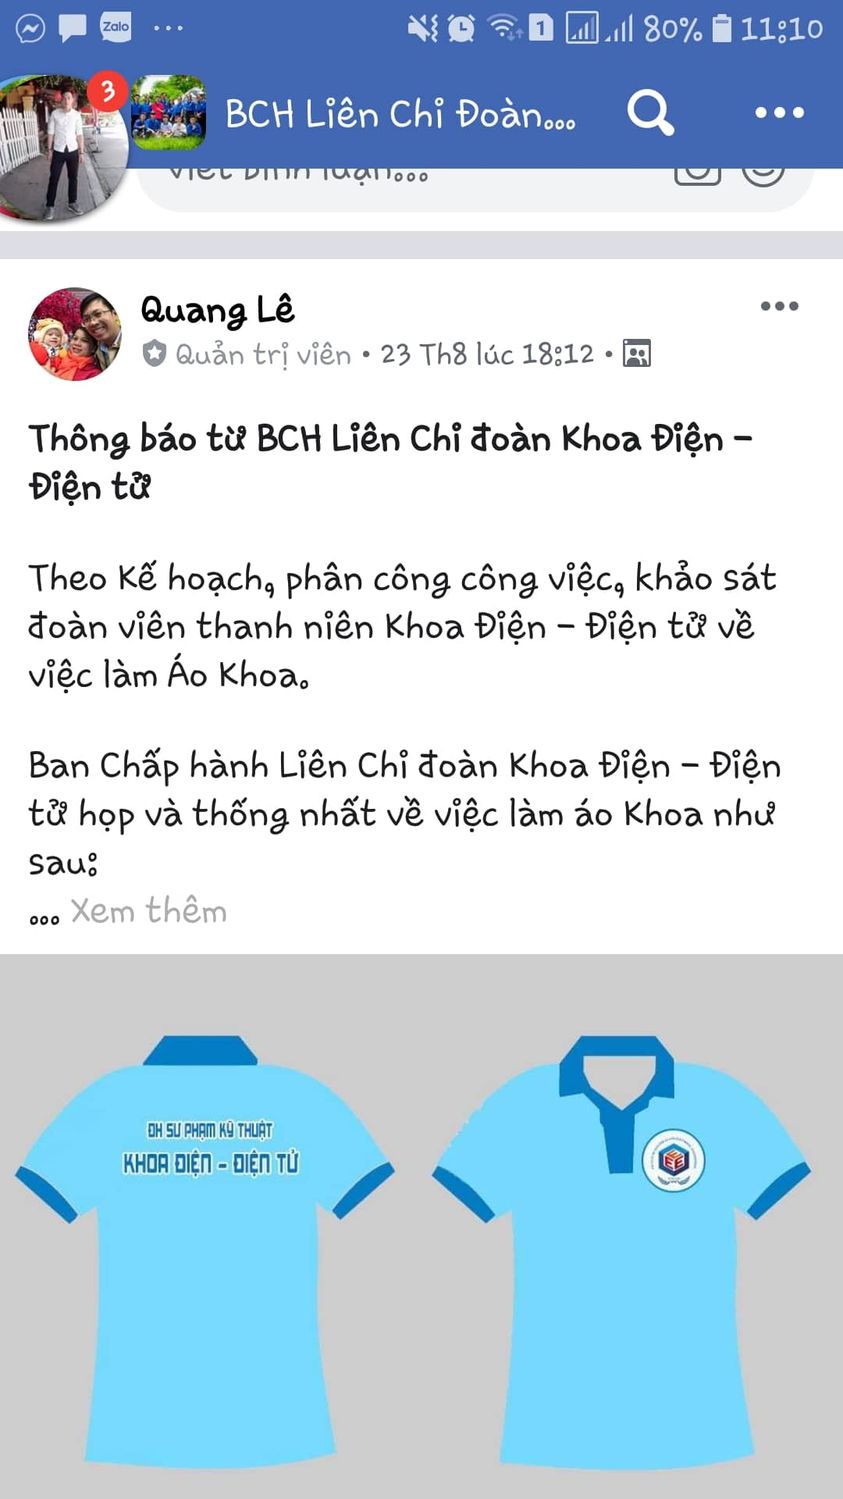 Zalo
1
80%
11:10
3
BCH Liên Chi Đoàn...
Viết bình luận...
Quang Lê
Quản trị viên • 23 Th8 lúc 18:12 •
Thông báo từ BCH Liên Chi đoàn Khoa Điện –
Điện tử
Theo Kế hoạch, phân công công việc, khảo sát
đoàn viên thanh niên Khoa Điện – Điện tử về
việc làm Áo Khoa.
Ban Chấp hành Liên Chi đoàn Khoa Điện – Điện
tử họp và thống nhất về việc làm áo Khoa như
sau:
... Xem thêm
ĐH SƯ PHẠM KỸ THUẬT
KHOA ĐIỆN - ĐIỆN TỬ